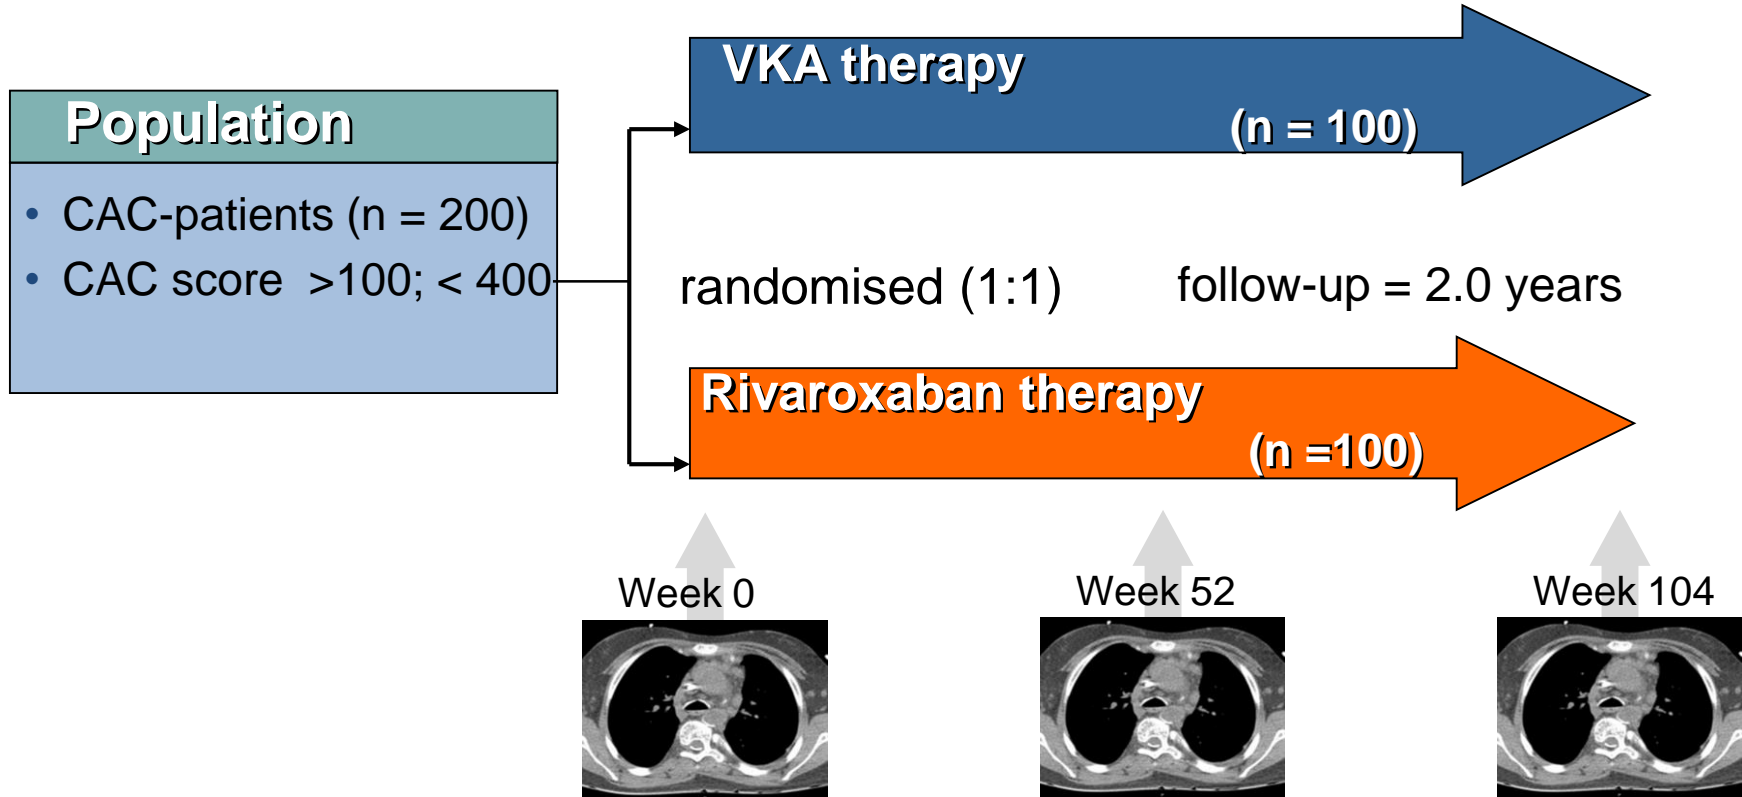 Population
• CAC-patients (n = 200)
• CAC score  >100; < 400
VKA therapy
(n = 100)
randomised (1:1)
follow-up = 2.0 years
Rivaroxaban therapy
(n =100)
Week 0
Week 52
Week 104